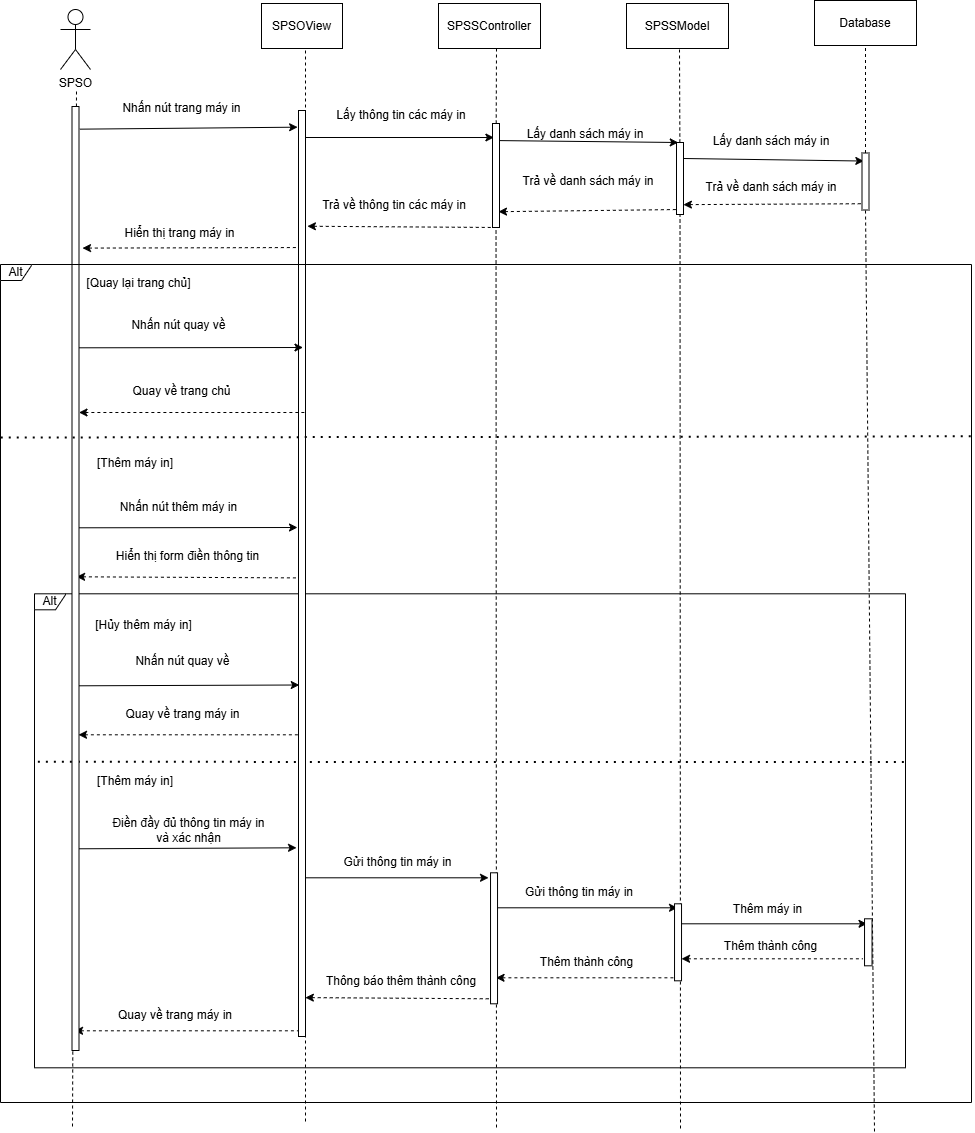 SPSO
SPSOView
SPSSController
SPSSModel
Database
Nhấn nút trang máy in
Lấy thông tin các máy in
Lấy danh sách máy in
Lấy danh sách máy in
Trả về danh sách máy in
Trả về danh sách máy in
Trả về thông tin các máy in
Hiển thị trang máy in
Alt
[Quay lại trang chủ]
Nhấn nút quay về
Quay về trang chủ
[Thêm máy in]
Nhấn nút thêm máy in
Hiển thị form điền thông tin
Alt
[Hủy thêm máy in]
Nhấn nút quay về
Quay về trang máy in
[Thêm máy in]
Điền đầy đủ thông tin máy in
và xác nhận
Gửi thông tin máy in
Gửi thông tin máy in
Thêm máy in
Thêm thành công
Thêm thành công
Thông báo thêm thành công
Quay về trang máy in